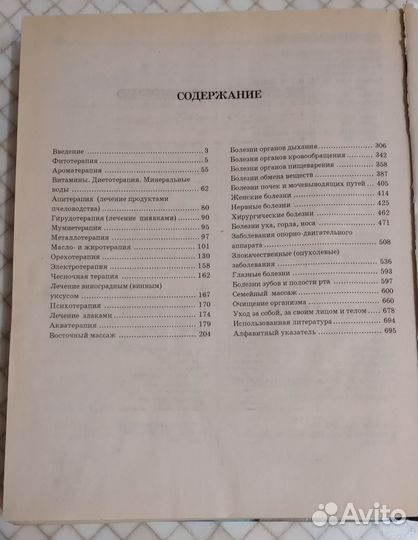 СОДЕРЖАНИЕ
Введение 3
Фитотерапия 5
Ароматерапия 55
Витамины. Диетотерапия. Минеральные
воды 62
Апитерапия (лечение продуктами
пчеловодства) 80
Гирудотерапия (лечение пиявками) 90
Мумиетерапия 95
Металлотерапия 97
Масло- и жиротерапия 101
Орехотерапия 130
Электротерапия 158
Чесночная терапия 162
Лечение виноградным (винным)
уксусом 167
Психотерапия 170
Лечение злаками 174
Акватерапия 179
Восточный массаж 204
Болезни органов дыхания 306
Болезни органов кровообращения 342
Болезни органов пищеварения 358
Болезни обмена веществ 387
Болезни почек и мочевыводящих путей 405
Женские болезни 414
Нервные болезни 425
Хирургические болезни 462
Болезни уха, горла, носа 471
Заболевания опорно-двигательного
аппарата 508
Злокачественные (опухолевые)
заболевания 536
Глазные болезни 593
Болезни зубов и полости рта 597
Семейный массаж 600
Очищение организма 660
Уход за собой, за своим лицом и телом 678
Использованная литература 694
Алфавитный указатель 695
Avito